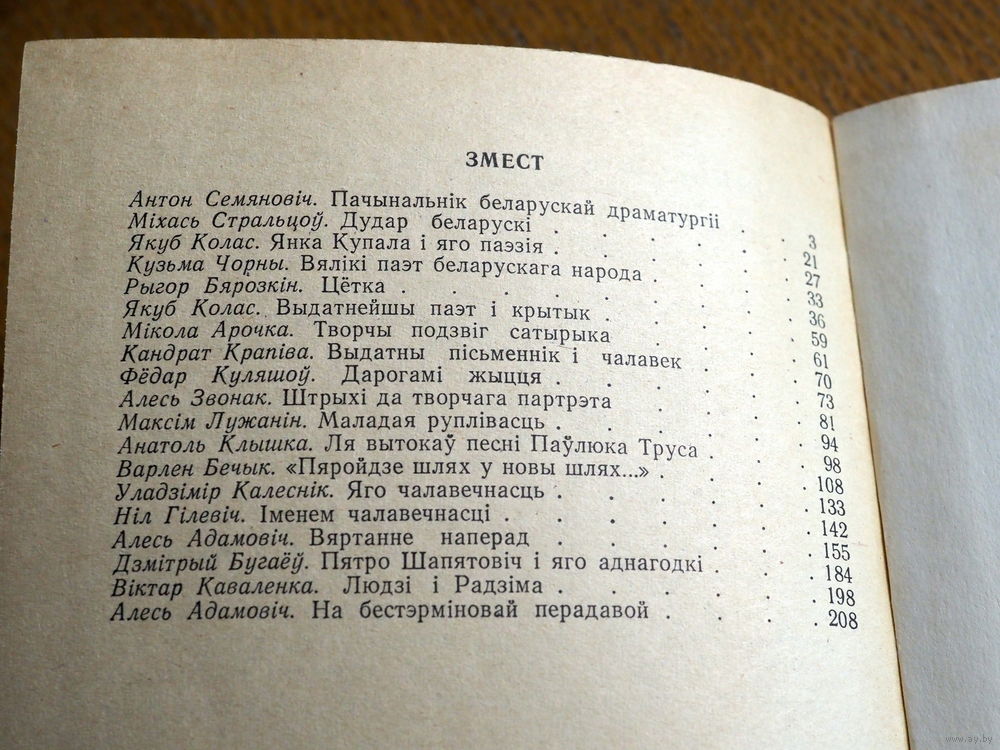 ЗМЕСТ
Антон Семяновіч. Пачынальнік беларускай драматургіі . . 3
Міхась Стральцоў. Дудар беларускі . . . . . . 21
Якуб Колас. Янка Купала і яго паэзія . . . . . . 27
Кузьма Чорны. Вялікі паэт беларускага народа . . . . 33
Рыгор Бярозкін. Цётка . . . . . . . . . 36
Якуб Колас. Выдатнейшы паэт і крытык . . . . . 59
Мікола Арочка. Творчы подзвіг сатырыка . . . . 61
Кандрат Крапіва. Выдатны пісьменнік і чалавек . . . 70
Фёдар Куляшоў. Дарогамі жыцця . . . . . . 73
Алесь Звонак. Штрыхі да творчага партрэта . . . . 81
Максім Лужанін. Маладая руплівасць . . . . . 94
Анатоль Клышка. Ля вытокаў песні Паўлюка Труса . . . 98
Варлен Бечык. «Пяройдзе шлях у новы шлях...» . . . . 108
Уладзімір Калеснік. Яго чалавечнасць . . . . . . 133
Ніл Гілевіч. Іменем чалавечнасці . . . . . . 142
Алесь Адамовіч. Вяртанне наперад . . . . . . 155
Дзмітрый Бугаёў. Пятро Шапятовіч і яго аднагодкі . . . 184
Віктар Каваленка. Людзі і Радзіма . . . . . . 198
Алесь Адамовіч. На бестэрміновай перадавой . . . . 208
www.ay.by